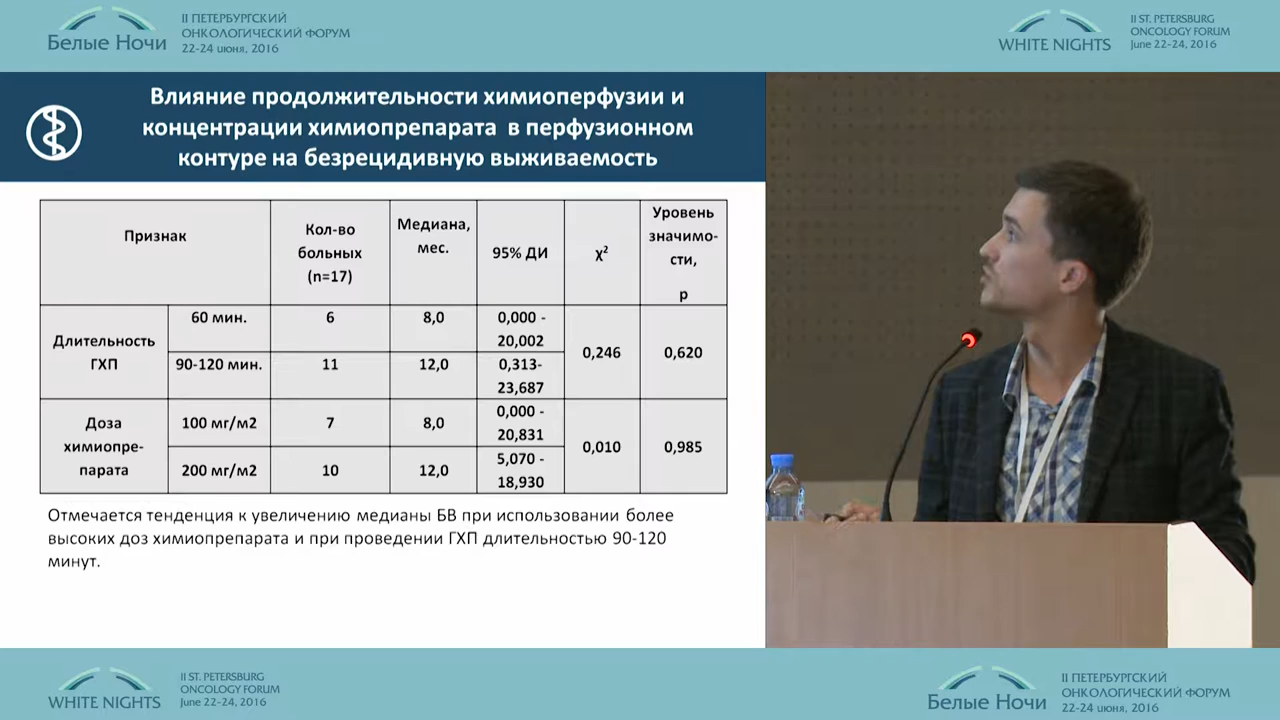 Белые Ночи
II ПЕТЕРБУРГСКИЙ
ОНКОЛОГИЧЕСКИЙ ФОРУМ
22-24 июня, 2016
WHITE NIGHTS
II ST. PETERSBURG
ONCOLOGY FORUM
June 22-24, 2016
Влияние продолжительности химиоперфузии и
концентрации химиопрепарата в перфузионном
контуре на безрецидивную выживаемость
Признак
Кол-во
больных
(n=17)
Медиана,
мес.
95% ДИ
χ²
Уровень
значимо-
сти,
р
Длительность
ГХП
60 мин.
6
8,0
0,000 -
20,002
0,246
0,620
90-120 мин.
11
12,0
0,313-
23,687
Доза
химиопре-
парата
100 мг/м2
7
8,0
0,000 -
20,831
0,010
0,985
200 мг/м2
10
12,0
5,070 -
18,930
Отмечается тенденция к увеличению медианы БВ при использовании более
высоких доз химиопрепарата и при проведении ГХП длительностью 90-120
минут.
WHITE NIGHTS
II ST. PETERSBURG
ONCOLOGY FORUM
June 22-24, 2016
Белые Ночи
II ПЕТЕРБУРГСКИЙ
ОНКОЛОГИЧЕСКИЙ ФОРУМ
22-24 июня, 2016